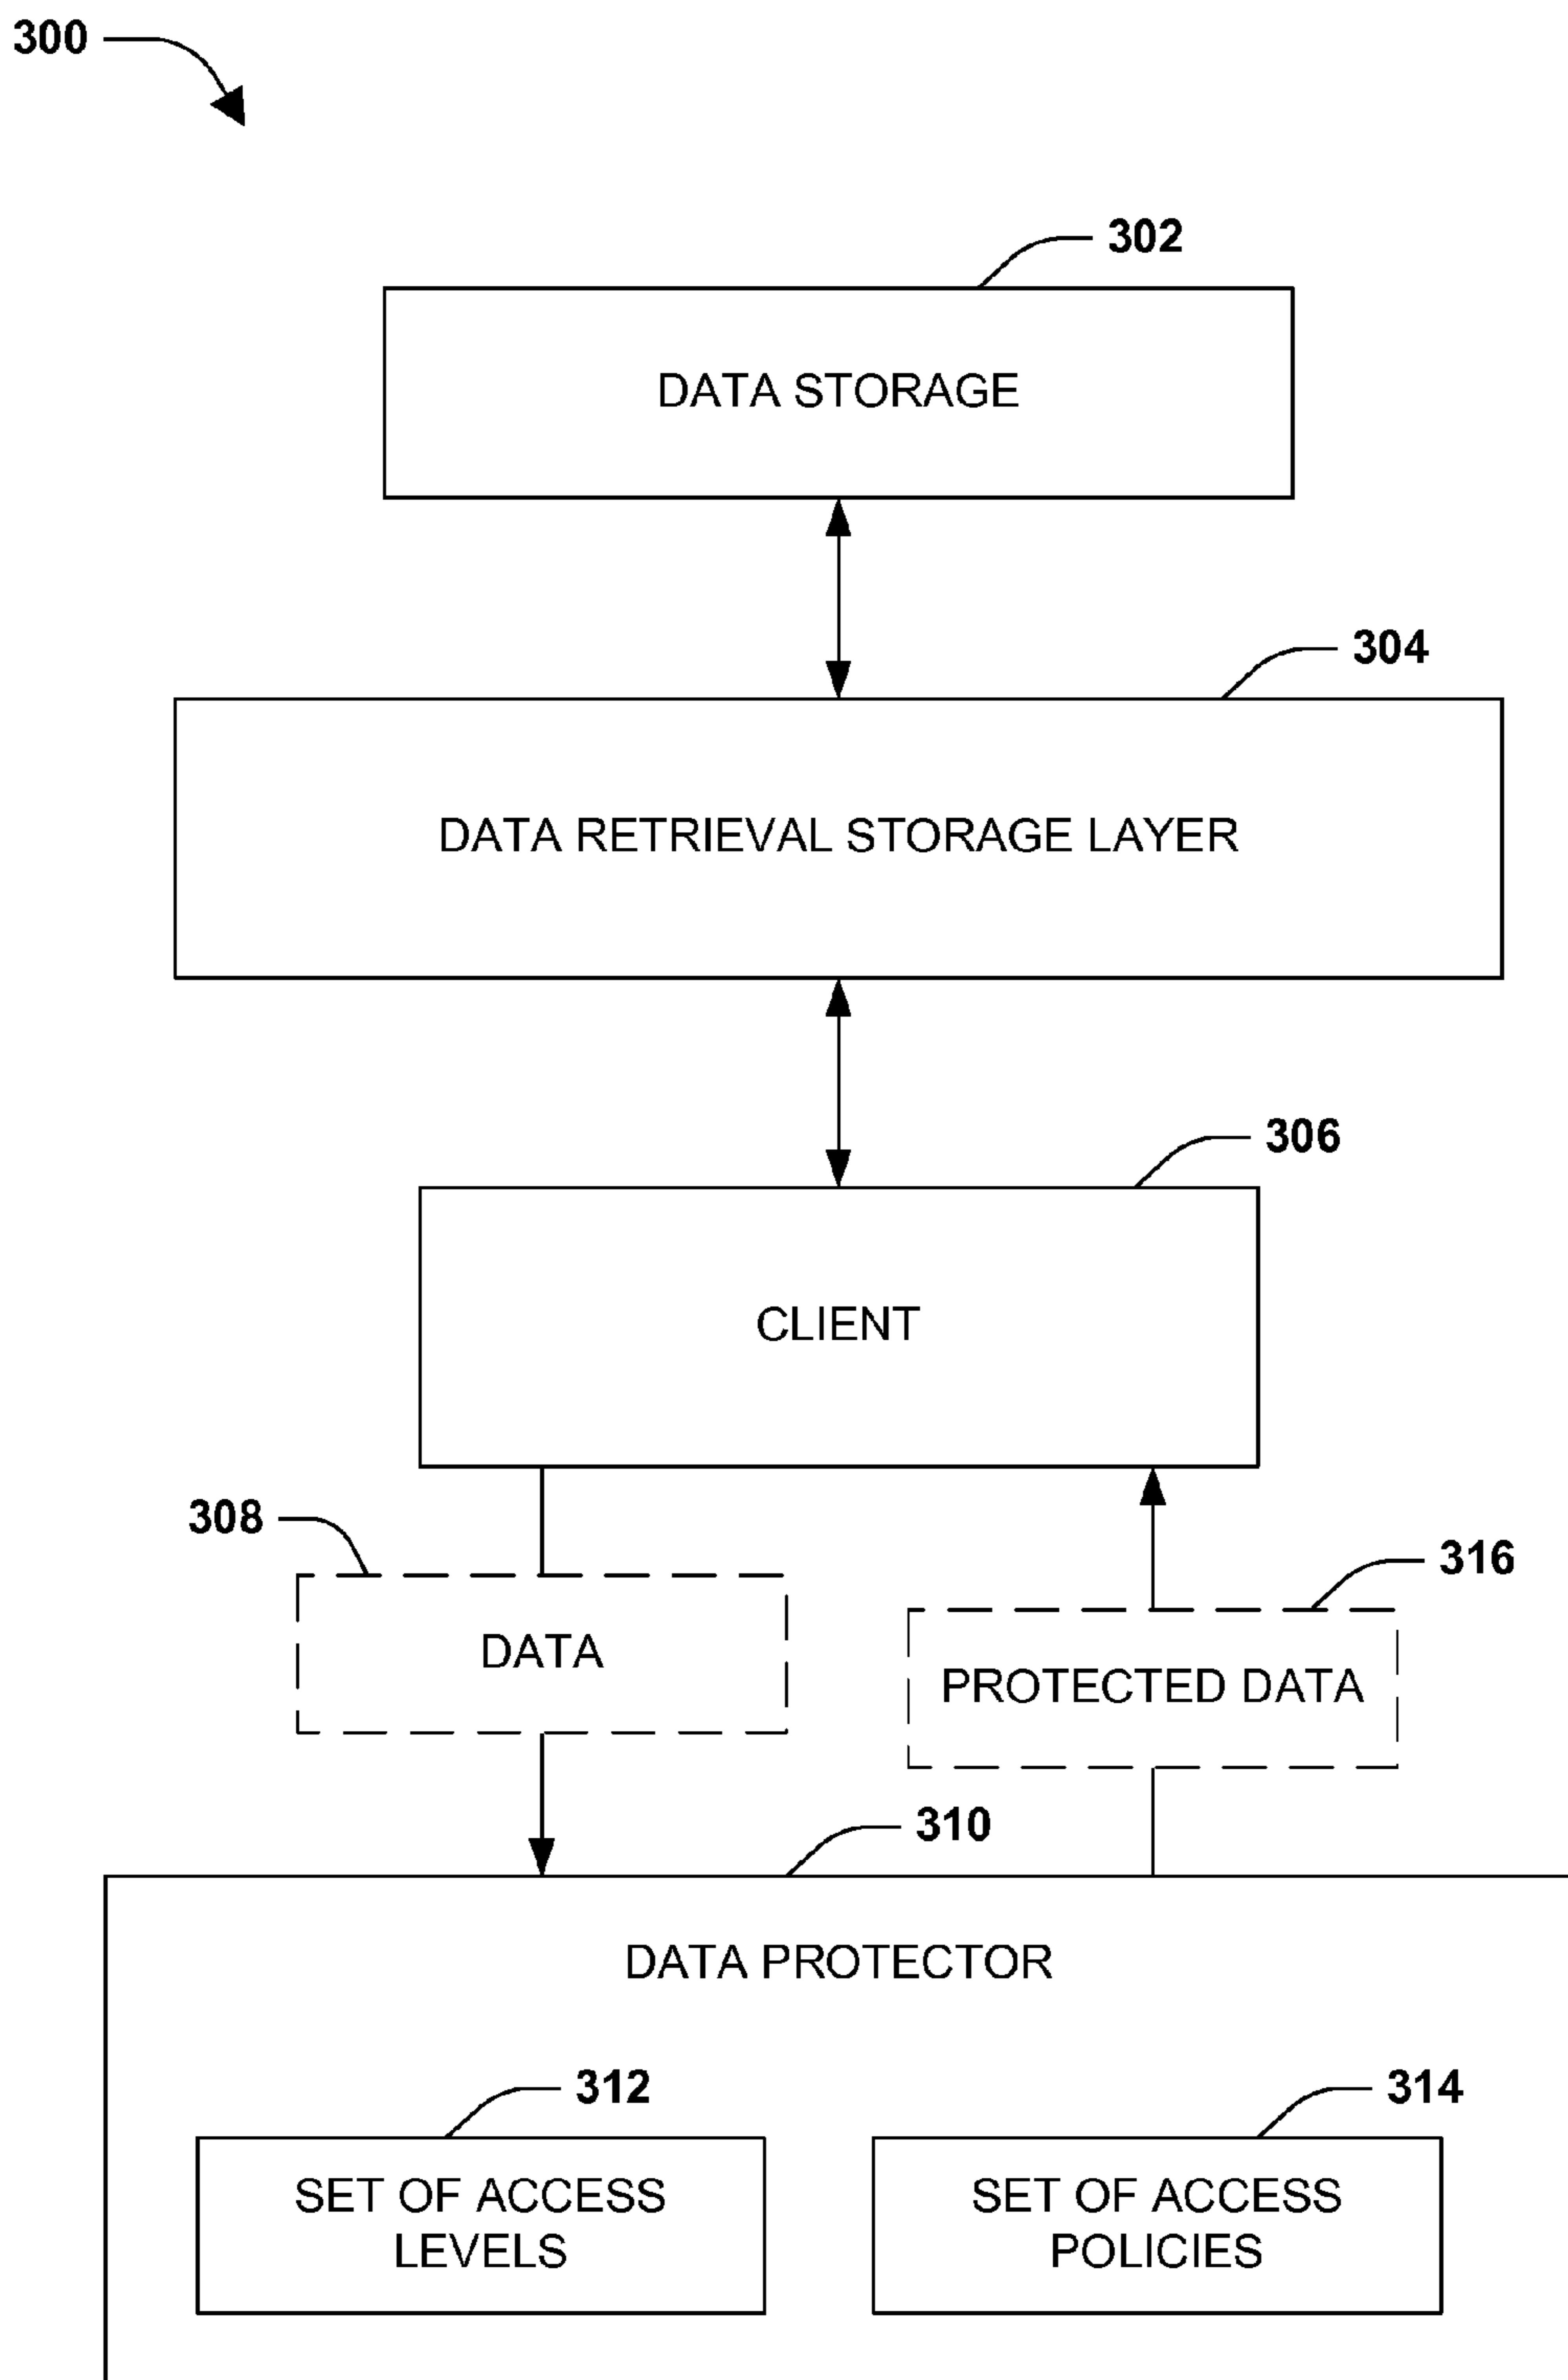 300
302
DATA STORAGE
304
DATA RETRIEVAL STORAGE LAYER
306
CLIENT
308
DATA
316
PROTECTED DATA
310
DATA PROTECTOR
312
SET OF ACCESS
LEVELS
314
SET OF ACCESS
POLICIES